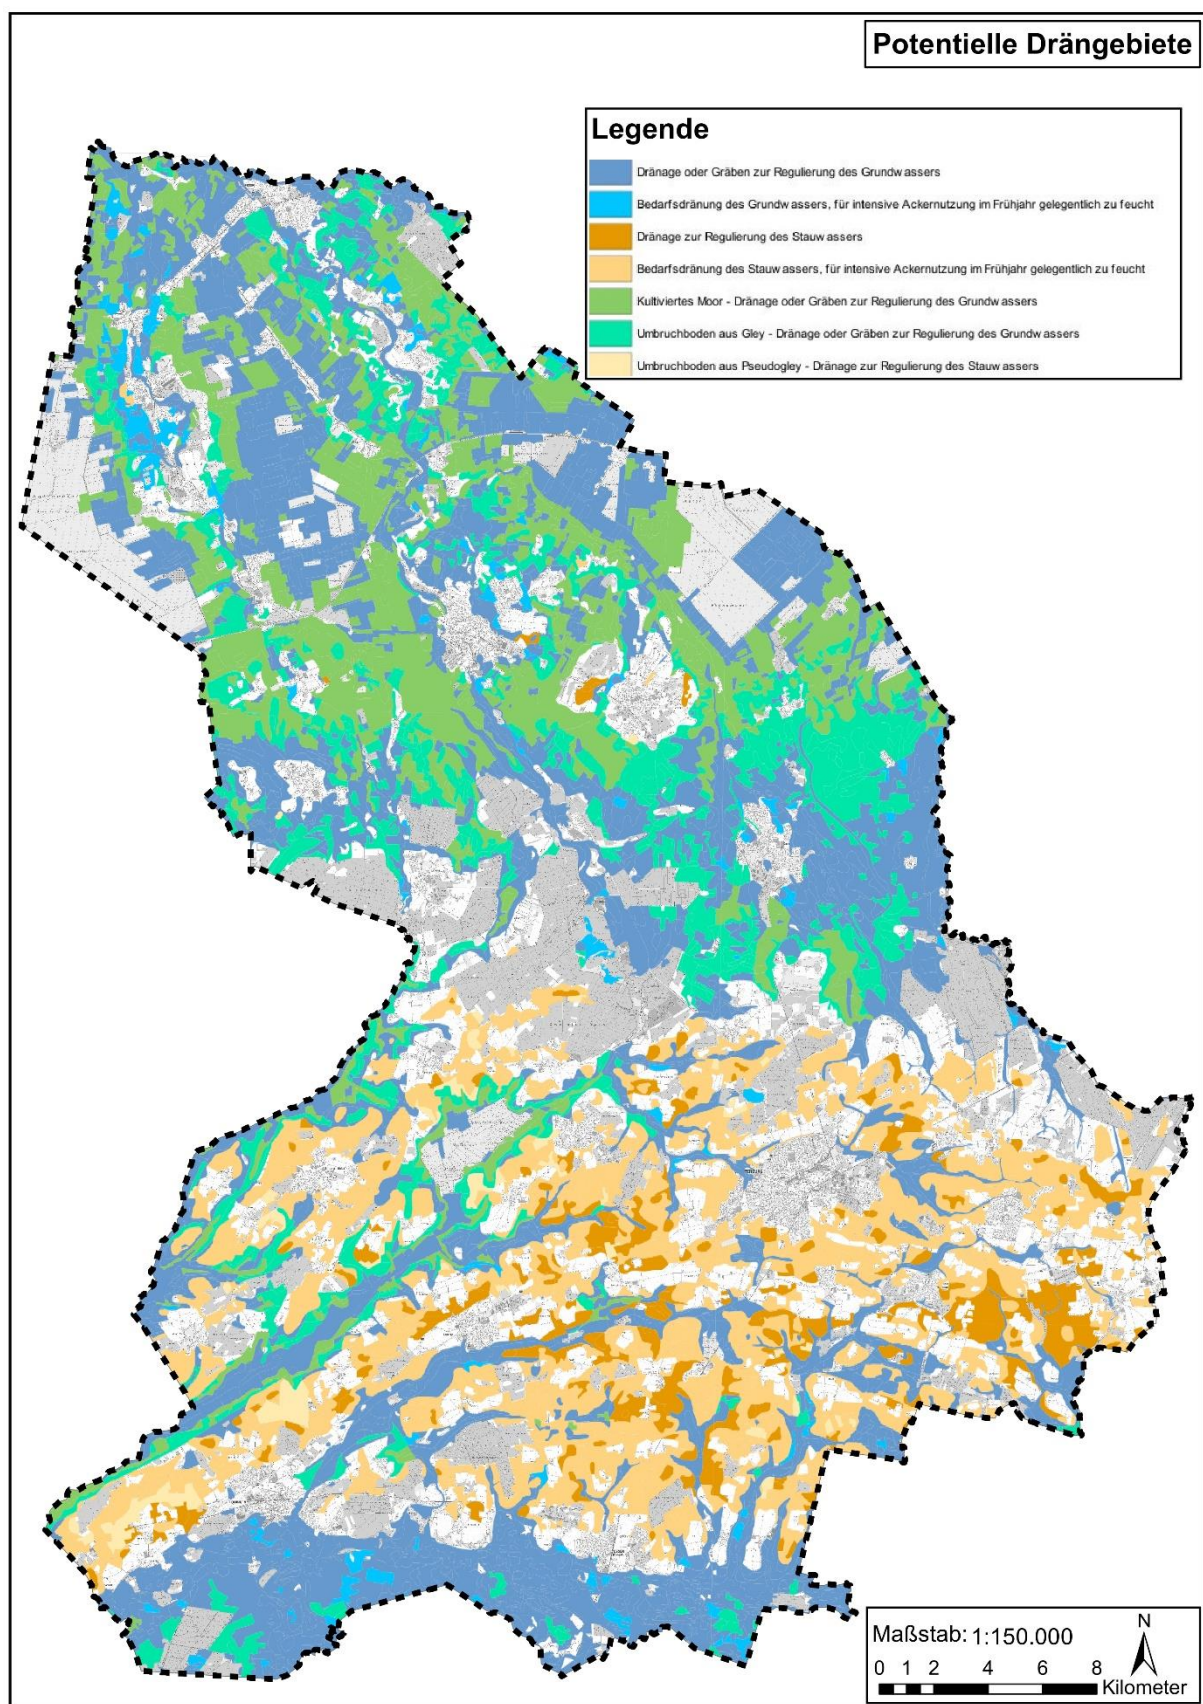 Potentielle Drängebiete
Legende
Dränage oder Gräben zur Regulierung des Grundwassers
Bedarfsdränung des Grundwassers, für intensive Ackernutzung im Frühjahr gelegentlich zu feucht
Dränage zur Regulierung des Stauwassers
Bedarfsdränung des Stauwassers, für intensive Ackernutzung im Frühjahr gelegentlich zu feucht
Kultiviertes Moor - Dränage oder Gräben zur Regulierung des Grundwassers
Umbruchboden aus Gley - Dränage oder Gräben zur Regulierung des Grundwassers
Umbruchboden aus Pseudogley - Dränage zur Regulierung des Stauwassers
Maßstab: 1:150.000
N
0 1 2 4 6 8
Kilometer